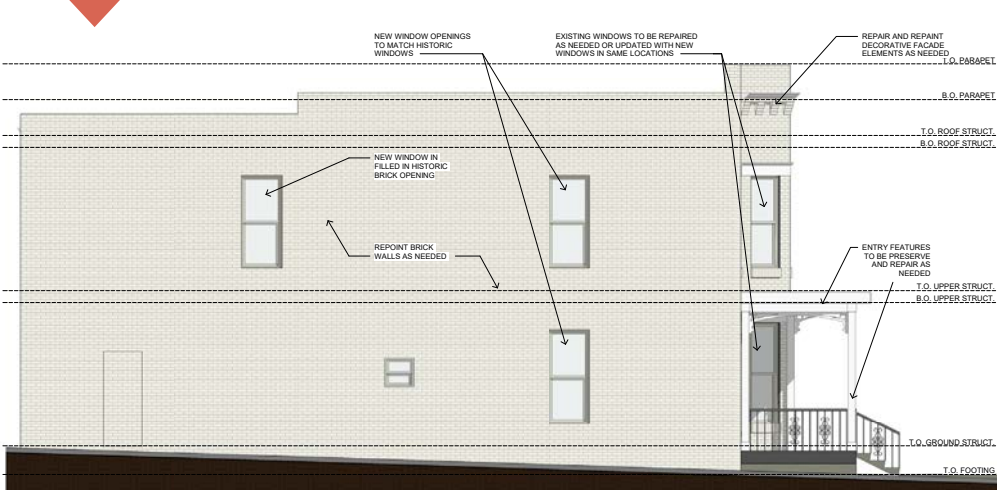 NEW WINDOW OPENINGS
TO MATCH HISTORIC
WINDOWS
EXISTING WINDOWS TO BE REPAIRED
AS NEEDED OR UPDATED WITH NEW
WINDOWS IN SAME LOCATIONS
REPAIR AND REPAINT
DECORATIVE FACADE
ELEMENTS AS NEEDED
T.O. PARAPET
B.O. PARAPET
T.O. ROOF STRUCT.
B.O. ROOF STRUCT.
NEW WINDOW IN
FILLED IN HISTORIC
BRICK OPENING
REPOINT BRICK
WALLS AS NEEDED
ENTRY FEATURES
TO BE PRESERVE
AND REPAIR AS
NEEDED
T.O. UPPER STRUCT.
B.O. UPPER STRUCT.
T.O. GROUND STRUCT.
T.O. FOOTING